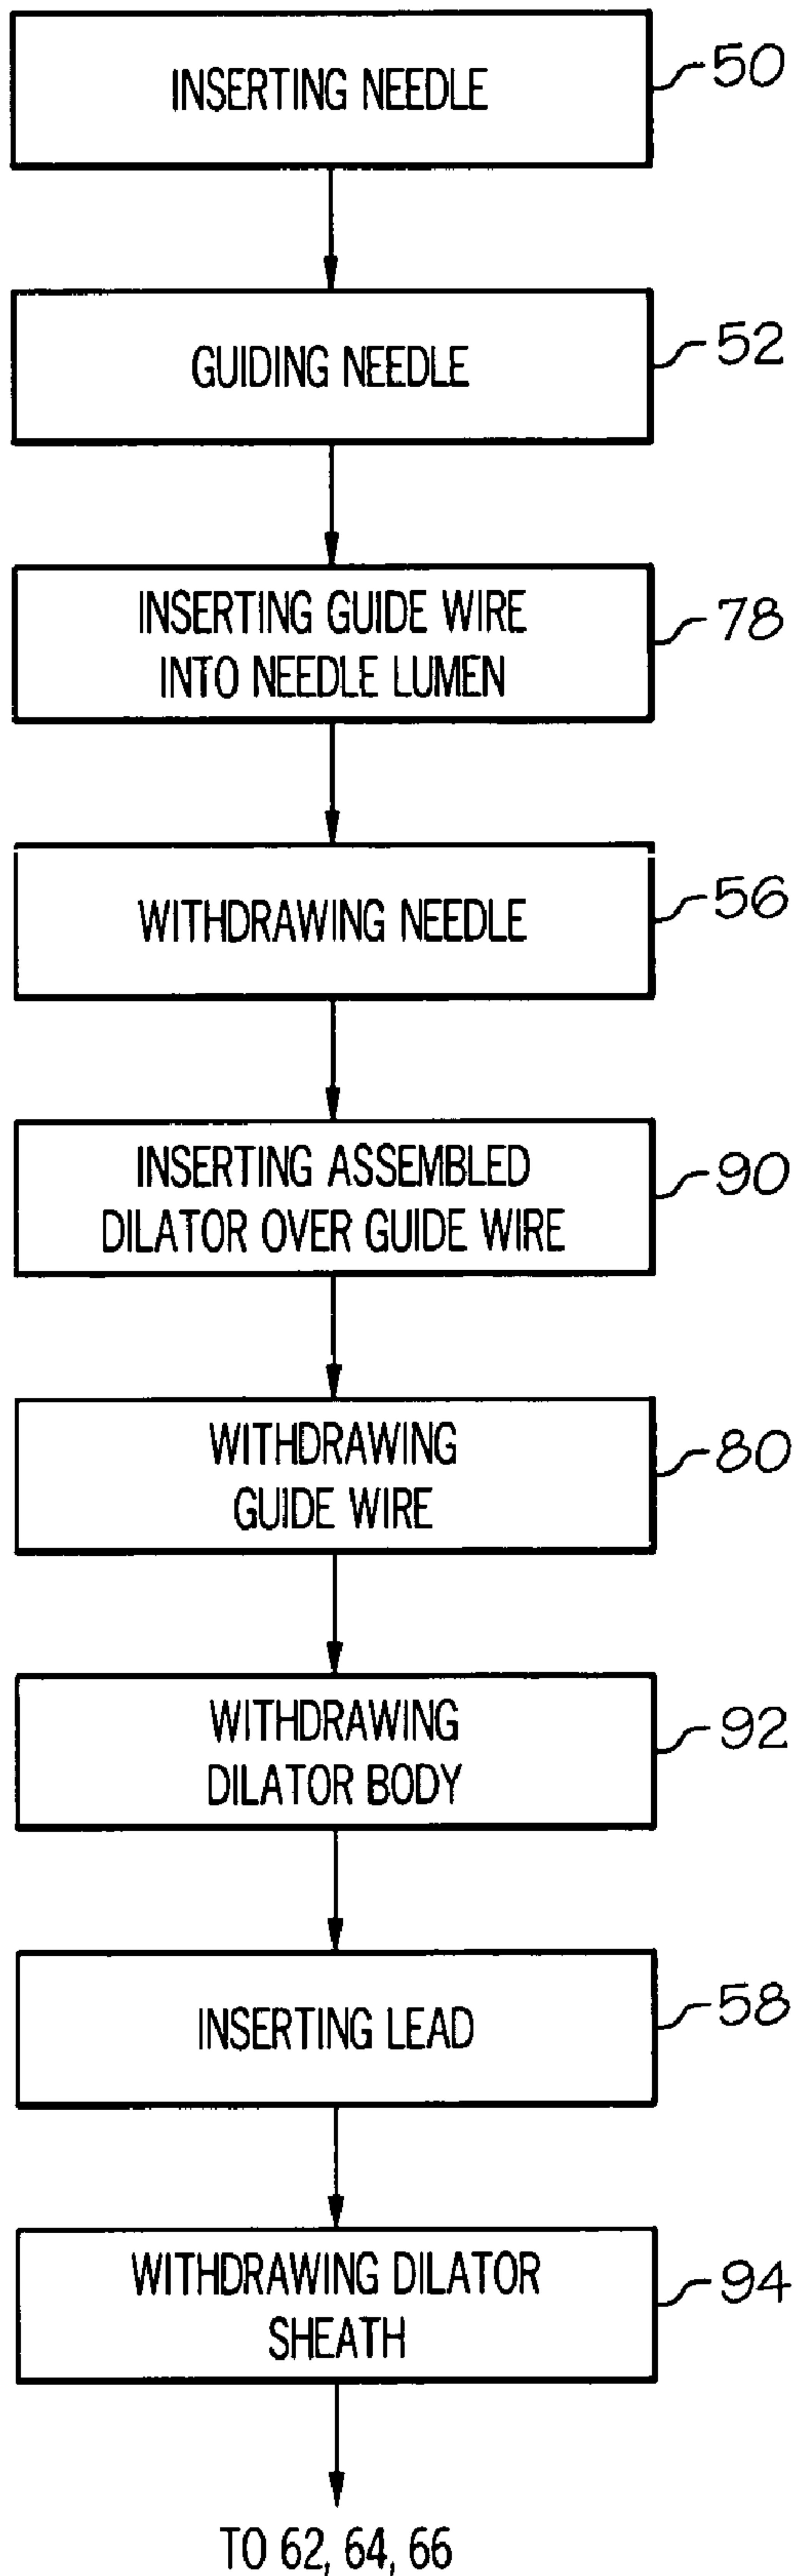 INSERTING NEEDLE
50
GUIDING NEEDLE
52
INSERTING GUIDE WIRE
INTO NEEDLE LUMEN
78
WITHDRAWING NEEDLE
56
INSERTING ASSEMBLED
DILATOR OVER GUIDE WIRE
90
WITHDRAWING
GUIDE WIRE
80
WITHDRAWING
DILATOR BODY
92
INSERTING LEAD
58
WITHDRAWING DILATOR
SHEATH
94
TO 62, 64, 66